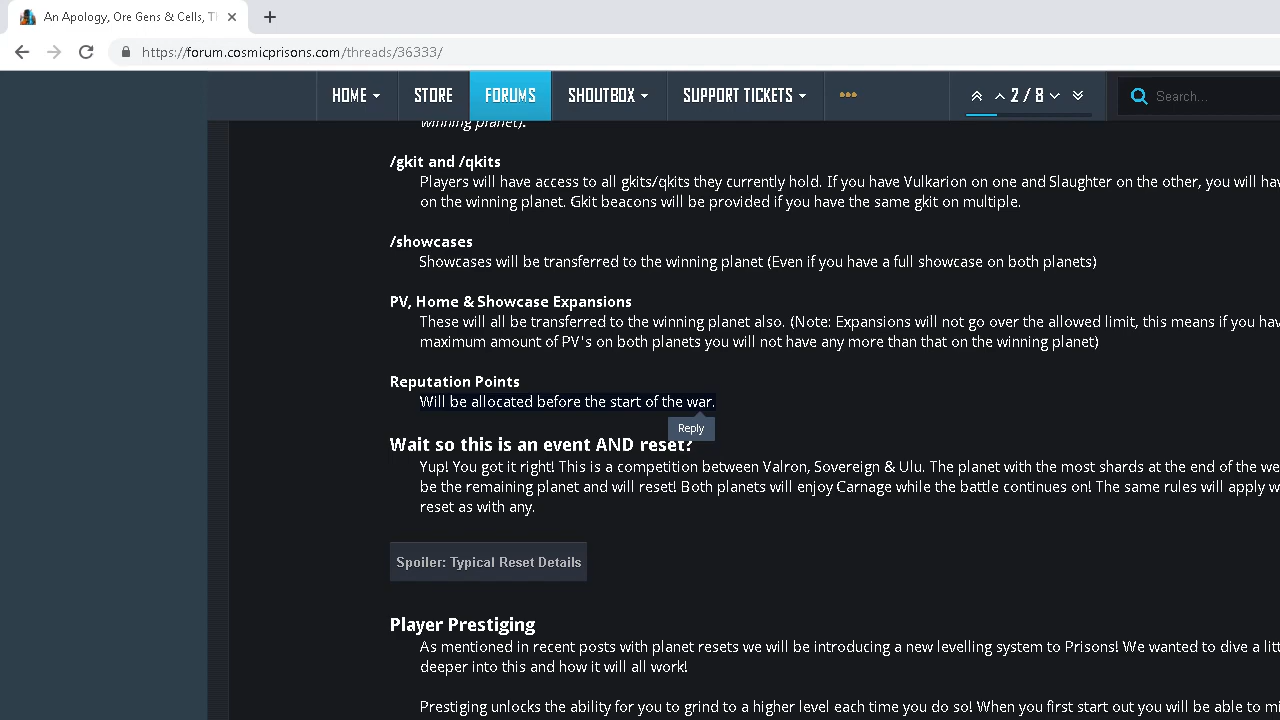 An Apology, Ore Gens & Cells, Th
https://forum.cosmicprisons.com/threads/36333/
HOME STORE FORUMS SHOUTBOX SUPPORT TICKETS 2 / 8 Search...
winning planet).
/gkit and /qkits
Players will have access to all gkits/qkits they currently hold. If you have Vulkarion on one and Slaughter on the other, you will hav
on the winning planet. Gkit beacons will be provided if you have the same gkit on multiple.
/showcases
Showcases will be transferred to the winning planet (Even if you have a full showcase on both planets)
PV, Home & Showcase Expansions
These will all be transferred to the winning planet also. (Note: Expansions will not go over the allowed limit, this means if you hav
maximum amount of PV's on both planets you will not have any more than that on the winning planet)
Reputation Points
Will be allocated before the start of the war.
Reply
Wait so this is an event AND reset?
Yup! You got it right! This is a competition between Valron, Sovereign & Ulu. The planet with the most shards at the end of the we
be the remaining planet and will reset! Both planets will enjoy Carnage while the battle continues on! The same rules will apply w
reset as with any.
Spoiler: Typical Reset Details
Player Prestiging
As mentioned in recent posts with planet resets we will be introducing a new levelling system to Prisons! We wanted to dive a litt
deeper into this and how it will all work!
Prestiging unlocks the ability for you to grind to a higher level each time you do so! When you first start out you will be able to mi